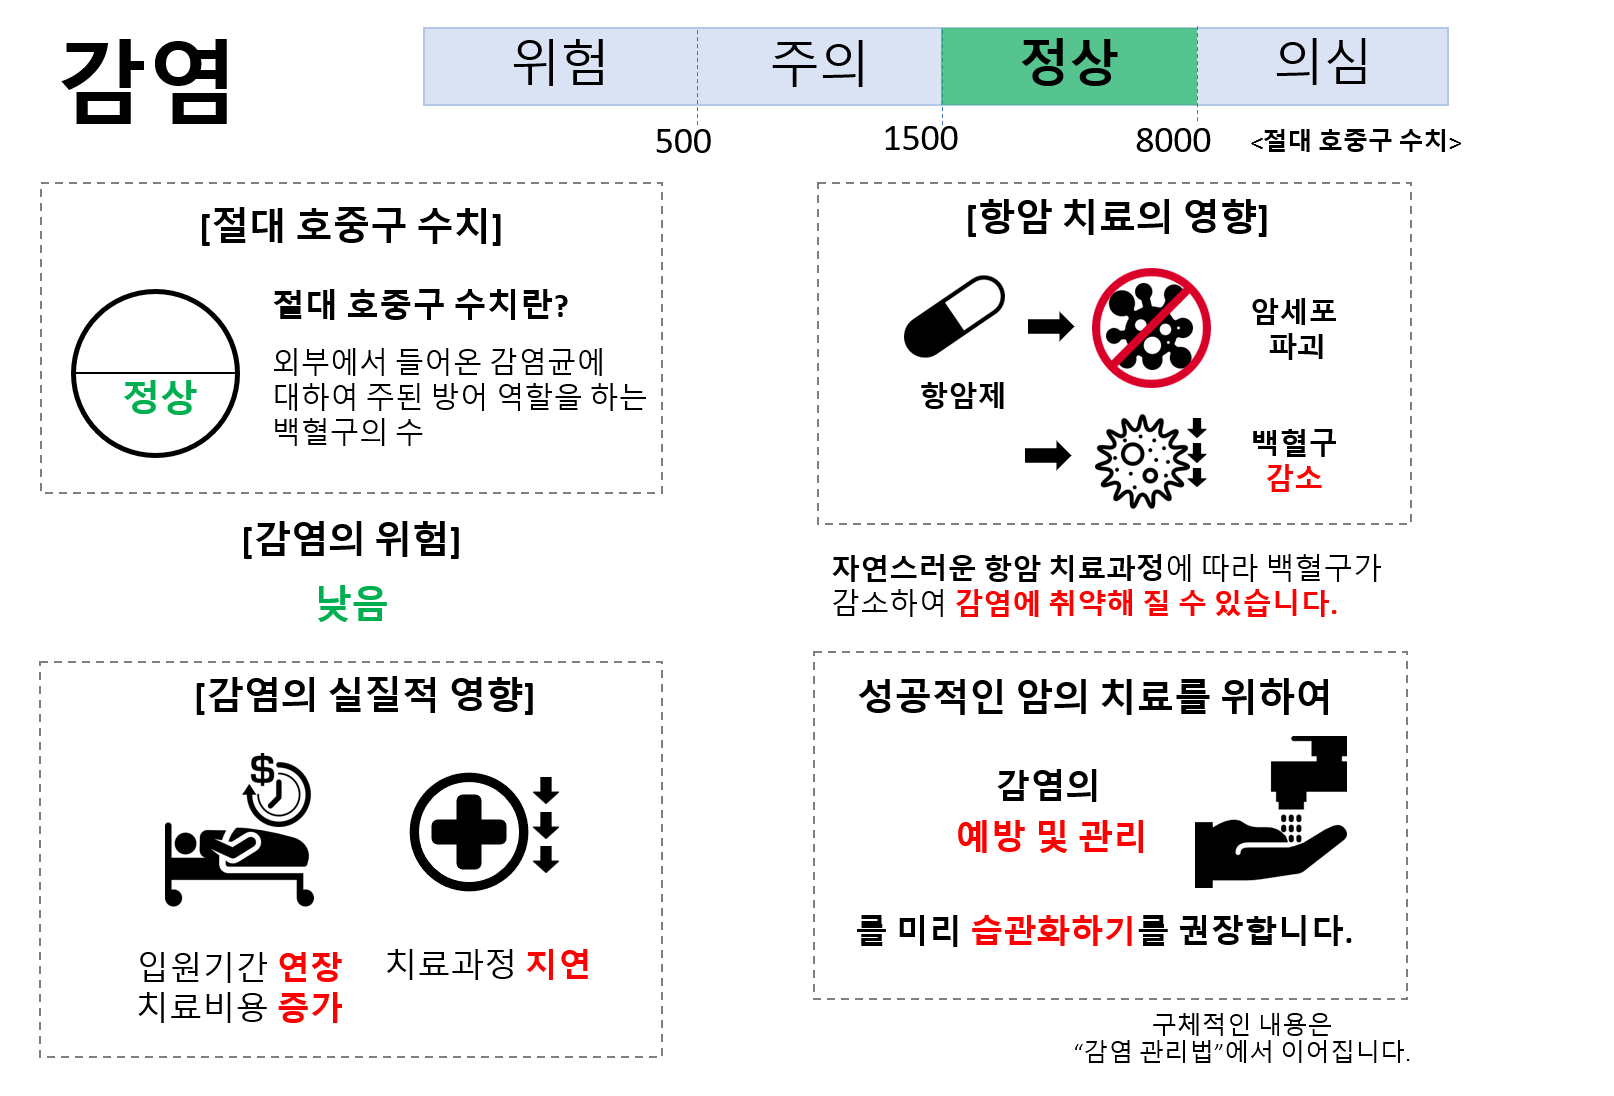 감염
위험 주의 정상 의심
500 1500 8000 <절대 호중구 수치>
[절대 호중구 수치]
정상
절대 호중구 수치란?
외부에서 들어온 감염균에
대하여 주된 방어 역할을 하는
백혈구의 수
[감염의 위험]
낮음
[감염의 실질적 영향]
$
입원기간 연장
치료비용 증가
치료과정 지연
[항암 치료의 영향]
항암제
암세포
파괴
백혈구
감소
자연스러운 항암 치료과정에 따라 백혈구가
감소하여 감염에 취약해 질 수 있습니다.
성공적인 암의 치료를 위하여
감염의
예방 및 관리
를 미리 습관화하기를 권장합니다.
구체적인 내용은
“감염 관리법”에서 이어집니다.